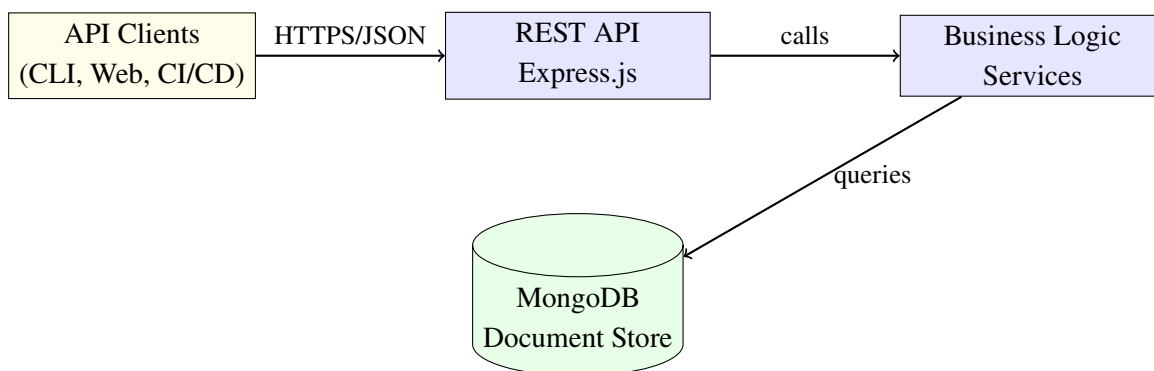 API Clients
(CLI, Web, CI/CD)
HTTPS/JSON
REST API
Express.js
calls
Business Logic
Services
queries
MongoDB
Document Store